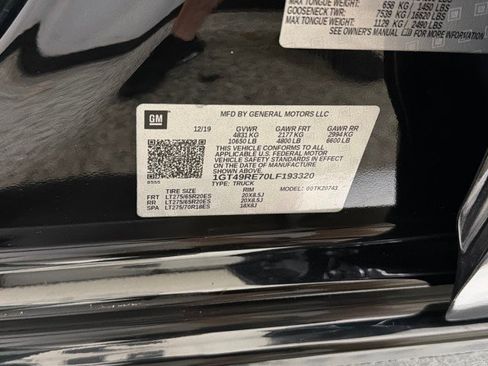 MAX TONGUE WEIGHT: 658 KG / 1450 LBS
GOOSENECK TWR: 7539 KG / 16620 LBS
MAX TONGUE WEIGHT: 1129 KG / 2490 LBS
SEE OWNER'S MANUAL FOR MORE INFORMATION
GM
MFD BY GENERAL MOTORS LLC
12/19 GVWR GAWR FRT GAWR RR
4831 KG 2177 KG 2994 KG
10650 LB 4800 LB 6600 LB
THIS VEHICLE CONFORMS TO ALL APPLICABLE
U.S. FEDERAL MOTOR VEHICLE SAFETY
STANDARDS IN EFFECT ON THE DATE OF
MANUFACTURE SHOWN ABOVE.
1GT49RE70LF193320
TYPE: TRUCK MODEL:
TIRE SIZE RIM
FRT LT275/65R20ES 20X8.5J
RR LT275/65R20ES 20X8.5J
SPA LT275/70R18ES 18X8J